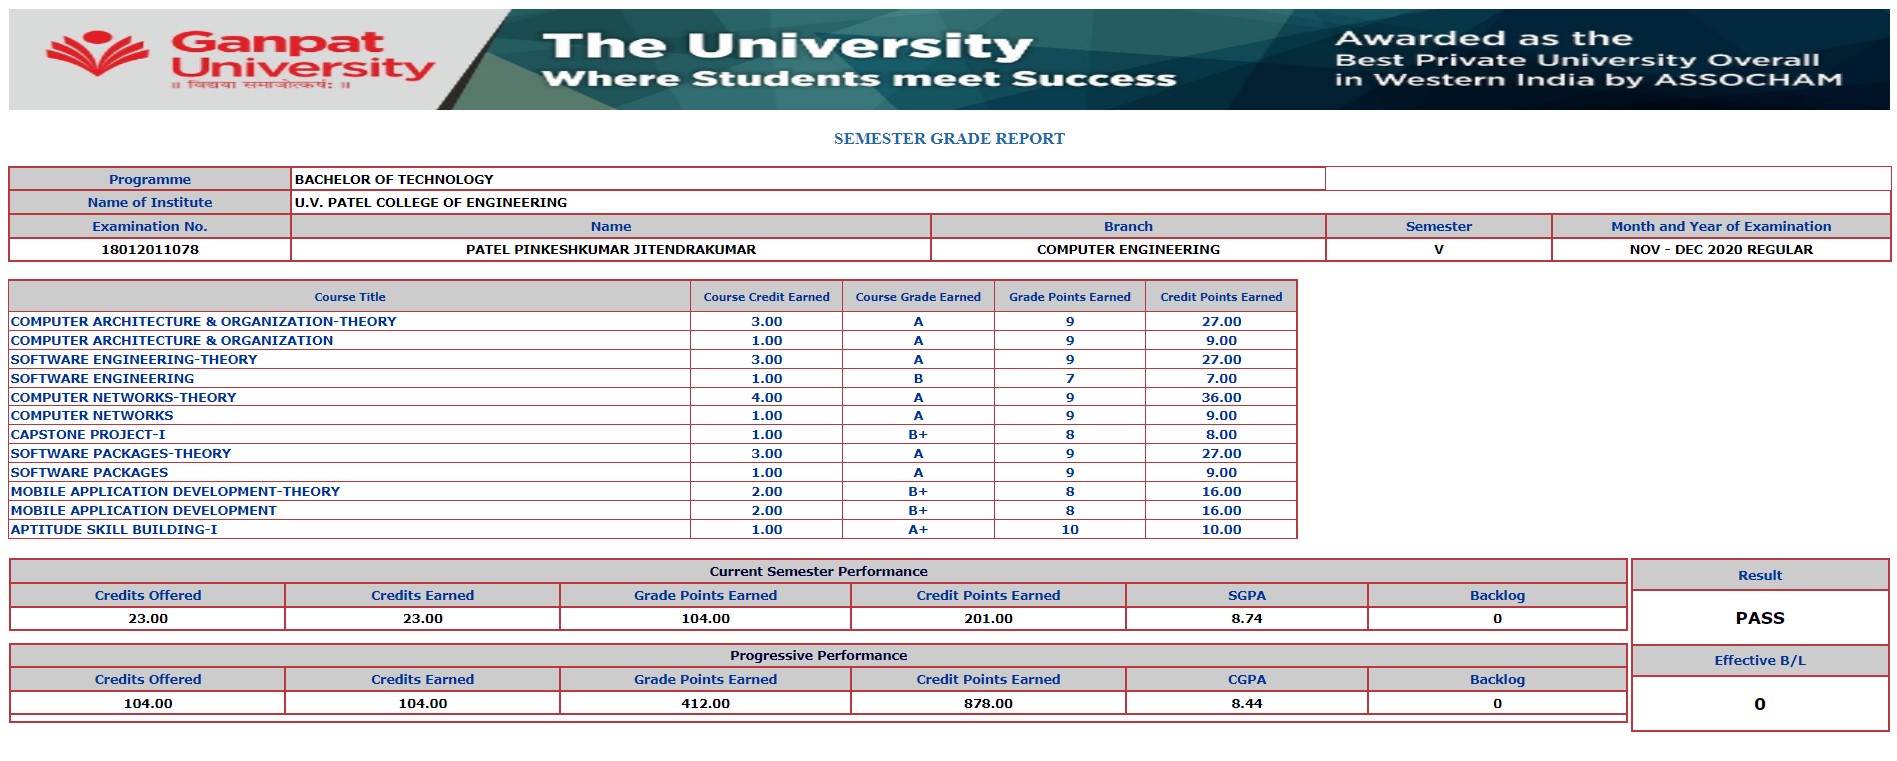 Ganpat
University
॥ विद्यया समाजोत्कर्षः ॥
The University
Where Students meet Success
Awarded as the
Best Private University Overall
in Western India by ASSOCHAM
SEMESTER GRADE REPORT
Programme BACHELOR OF TECHNOLOGY
Name of Institute U.V. PATEL COLLEGE OF ENGINEERING
Examination No. Name Branch Semester Month and Year of Examination
18012011078 PATEL PINKESHKUMAR JITENDRAKUMAR COMPUTER ENGINEERING V NOV - DEC 2020 REGULAR
Course Title Course Credit Earned Course Grade Earned Grade Points Earned Credit Points Earned
COMPUTER ARCHITECTURE & ORGANIZATION-THEORY 3.00 A 9 27.00
COMPUTER ARCHITECTURE & ORGANIZATION 1.00 A 9 9.00
SOFTWARE ENGINEERING-THEORY 3.00 A 9 27.00
SOFTWARE ENGINEERING 1.00 B 7 7.00
COMPUTER NETWORKS-THEORY 4.00 A 9 36.00
COMPUTER NETWORKS 1.00 A 9 9.00
CAPSTONE PROJECT-I 1.00 B+ 8 8.00
SOFTWARE PACKAGES-THEORY 3.00 A 9 27.00
SOFTWARE PACKAGES 1.00 A 9 9.00
MOBILE APPLICATION DEVELOPMENT-THEORY 2.00 B+ 8 16.00
MOBILE APPLICATION DEVELOPMENT 2.00 B+ 8 16.00
APTITUDE SKILL BUILDING-I 1.00 A+ 10 10.00
Current Semester Performance
Credits Offered Credits Earned Grade Points Earned Credit Points Earned SGPA Backlog
23.00 23.00 104.00 201.00 8.74 0
Progressive Performance
Credits Offered Credits Earned Grade Points Earned Credit Points Earned CGPA Backlog
104.00 104.00 412.00 878.00 8.44 0
Result
PASS
Effective B/L
0